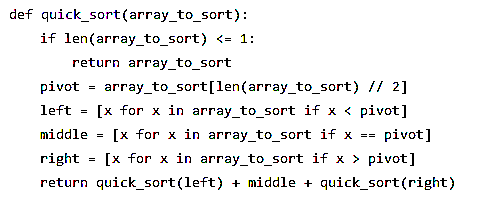 def quick_sort(array_to_sort):
    if len(array_to_sort) <= 1:
        return array_to_sort
    pivot = array_to_sort[len(array_to_sort) // 2]
    left = [x for x in array_to_sort if x < pivot]
    middle = [x for x in array_to_sort if x == pivot]
    right = [x for x in array_to_sort if x > pivot]
    return quick_sort(left) + middle + quick_sort(right)